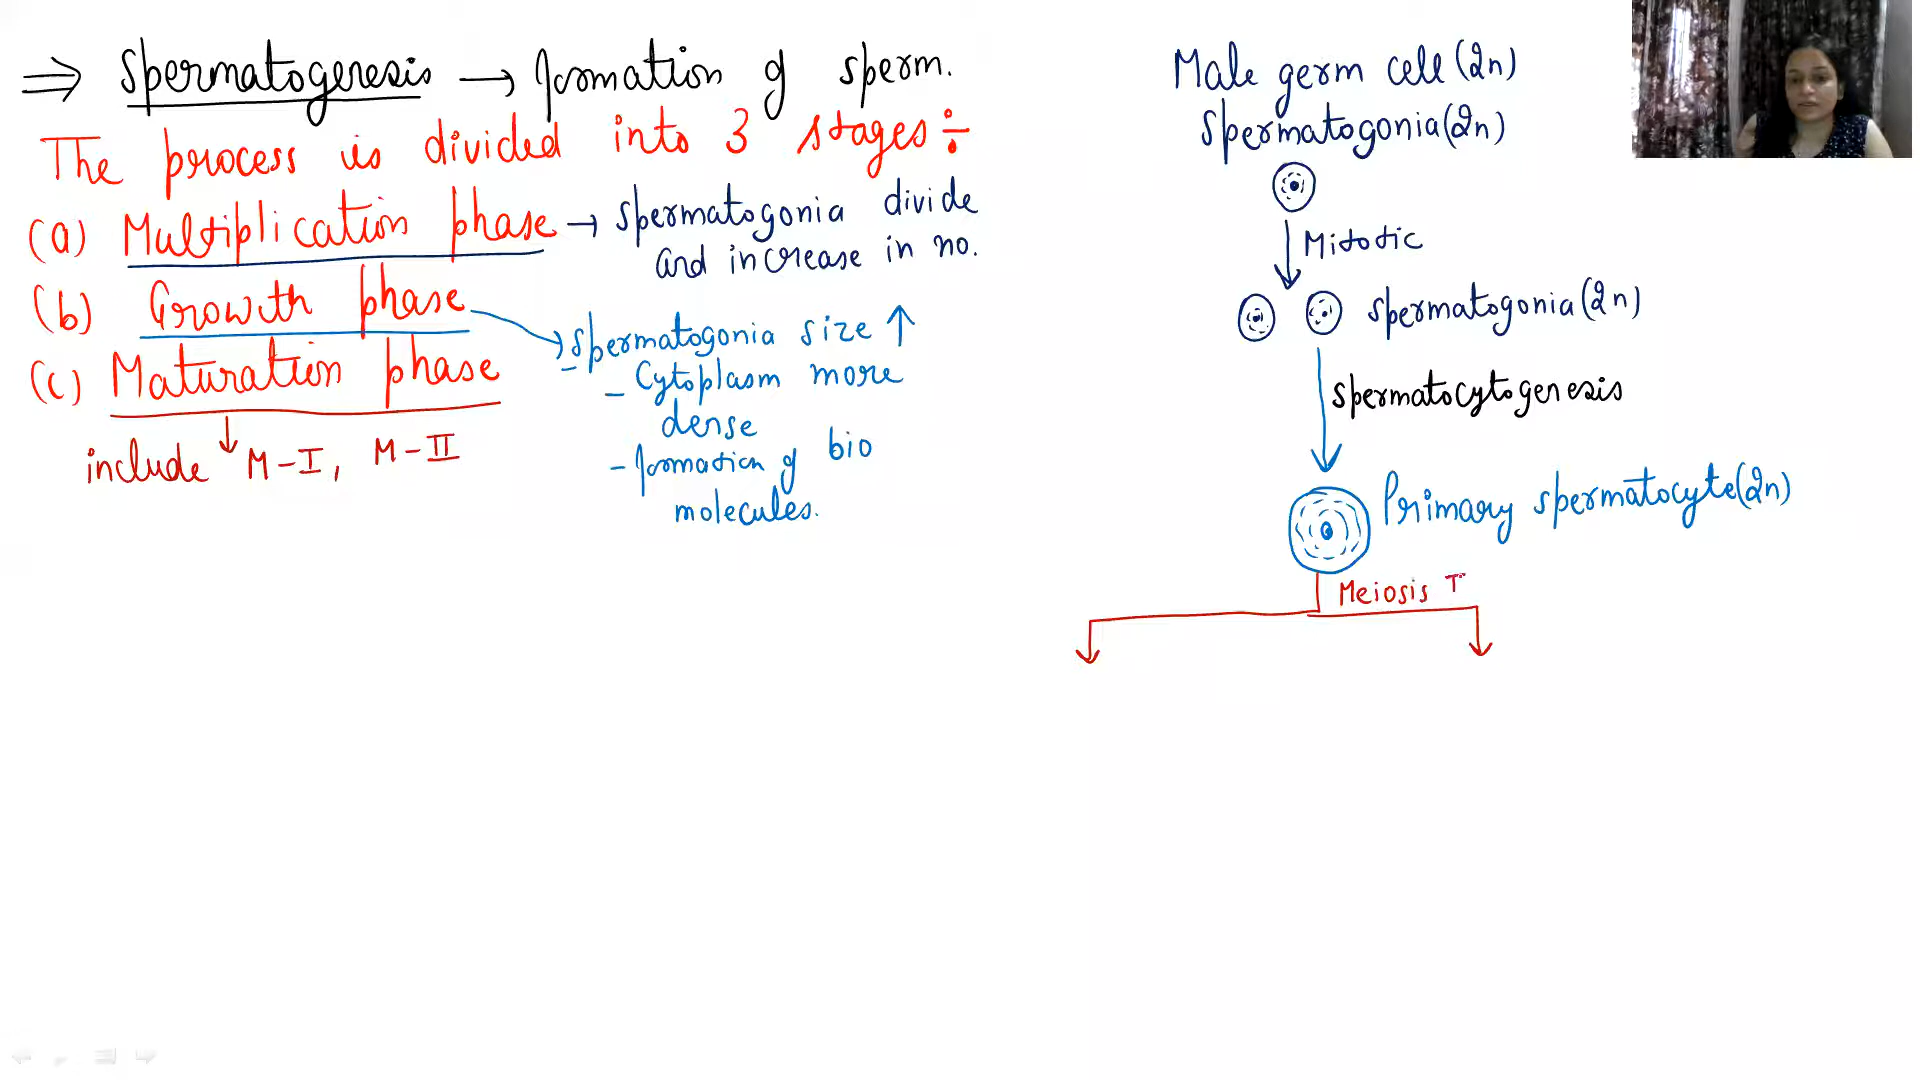 ⇒ Spermatogenesis → formation of sperm.
The process is divided into 3 stages ÷
(a) Multiplication phase → spermatogonia divide
and increase in no.
(b) Growth phase
→ spermatogonia size ↑
- Cytoplasm more
dense
- formation of bio
molecules.
(c) Maturation phase
include M-I, M-II
Male germ cell (2n)
spermatogonia (2n)
Mitotic
spermatogonia (2n)
spermatocytogenesis
Primary spermatocyte (2n)
Meiosis I